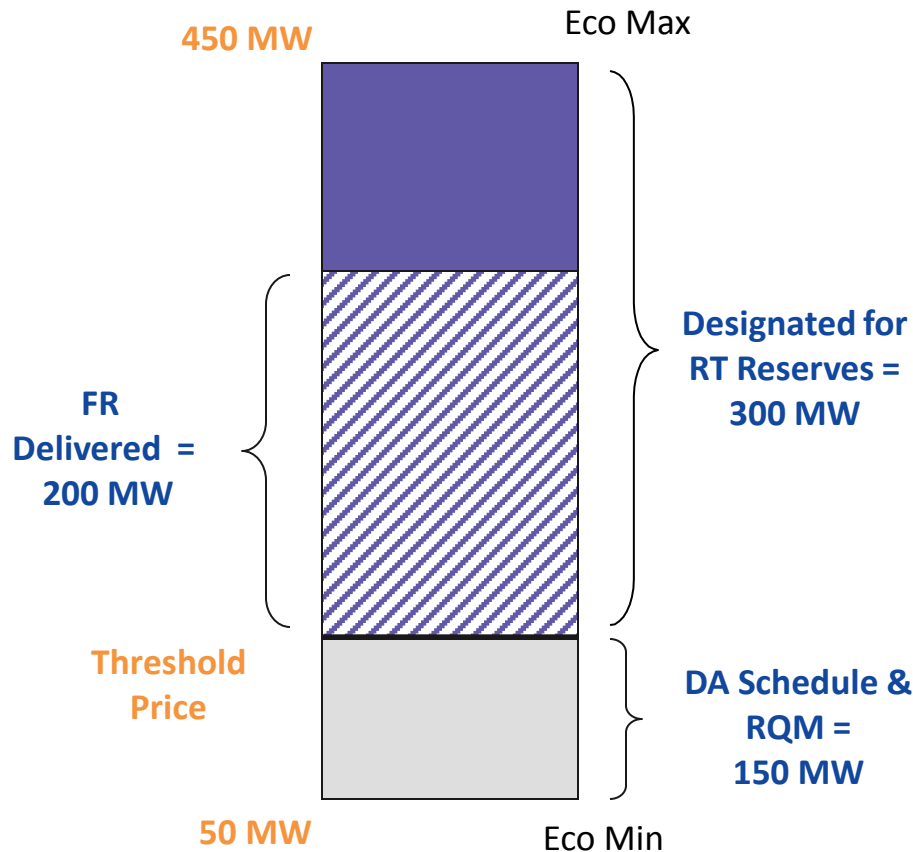 450 MW
Eco Max
FR
Delivered =
200 MW
Designated for
RT Reserves =
300 MW
Threshold
Price
DA Schedule &
RQM =
150 MW
50 MW
Eco Min